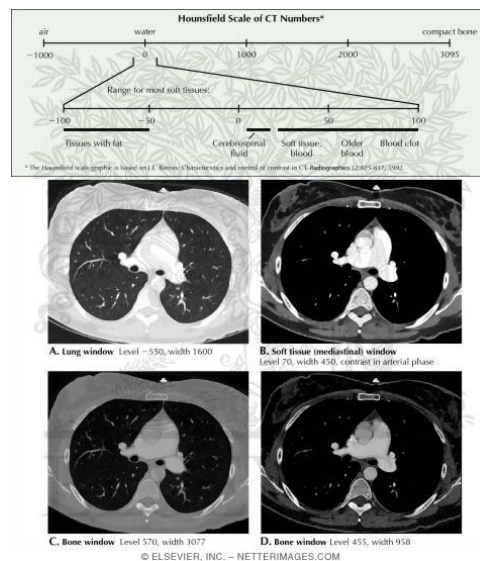 Hounsfield Scale of CT Numbers*
air water compact bone
-1000 0 1000 2000 3095
Range for most soft tissues:
-100 -50 0 50 100
Tissues with fat Cerebrospinal fluid Soft tissue, blood Older blood Blood clot
* The Hounsfield scale graphic is based on J.E. Barnes: Characteristics and control of contrast in CT. Radiographics 12:825-837, 1992.
A. Lung window Level −550, width 1600
B. Soft tissue (mediastinal) window
Level 70, width 450, contrast in arterial phase
C. Bone window Level 570, width 3077
D. Bone window Level 455, width 958
© ELSEVIER, INC. – NETTERIMAGES.COM